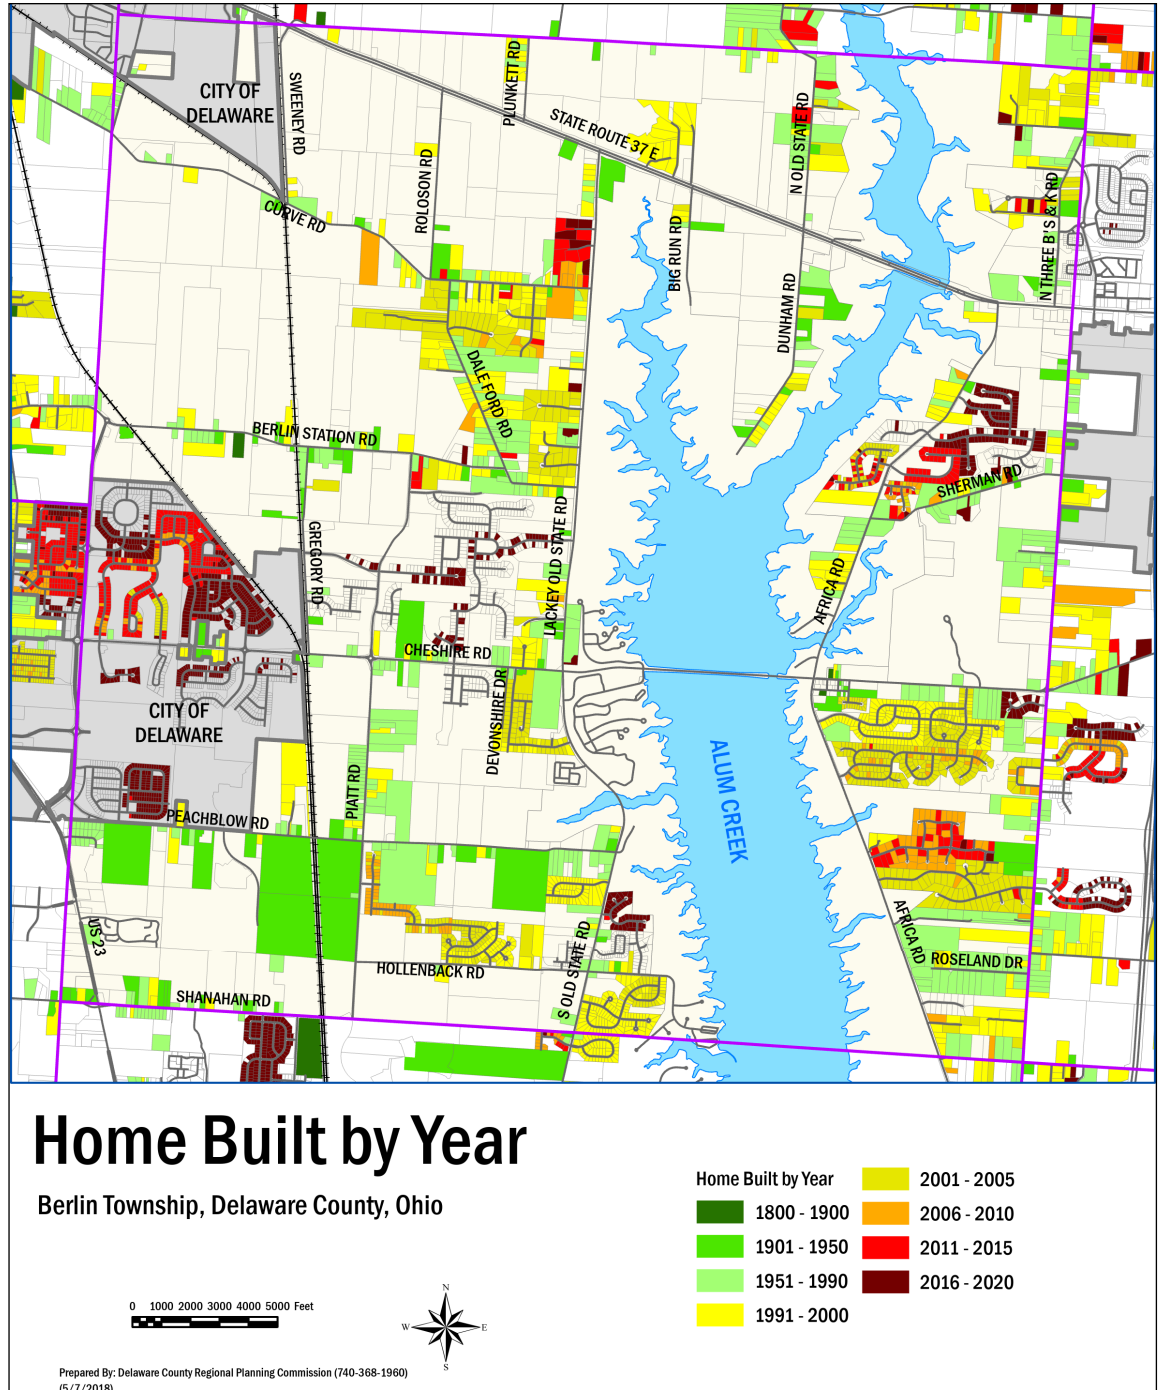 CITY OF
DELAWARE
SWEENEY RD
PLUNKETT RD
STATE ROUTE 37 E
N OLD STATE RD
ROLOSON RD
CURVE RD
BIG RUN RD
DUNHAM RD
N THREE B'S & K RD
DALE FORD RD
BERLIN STATION RD
SHERMAN RD
GREGORY RD
LACKEY OLD STATE RD
AFRICA RD
CHESHIRE RD
DEVONSHIRE DR
CITY OF
DELAWARE
ALUM CREEK
PIATT RD
PEACHBLOW RD
US 23
AFRICA RD
ROSELAND DR
HOLLENBACK RD
S OLD STATE RD
SHANAHAN RD
Home Built by Year
Berlin Township, Delaware County, Ohio
Home Built by Year
1800 - 1900
1901 - 1950
1951 - 1990
1991 - 2000
2001 - 2005
2006 - 2010
2011 - 2015
2016 - 2020
0 1000 2000 3000 4000 5000 Feet
N
W E
S
Prepared By: Delaware County Regional Planning Commission (740-368-1960)
(5/7/2018)